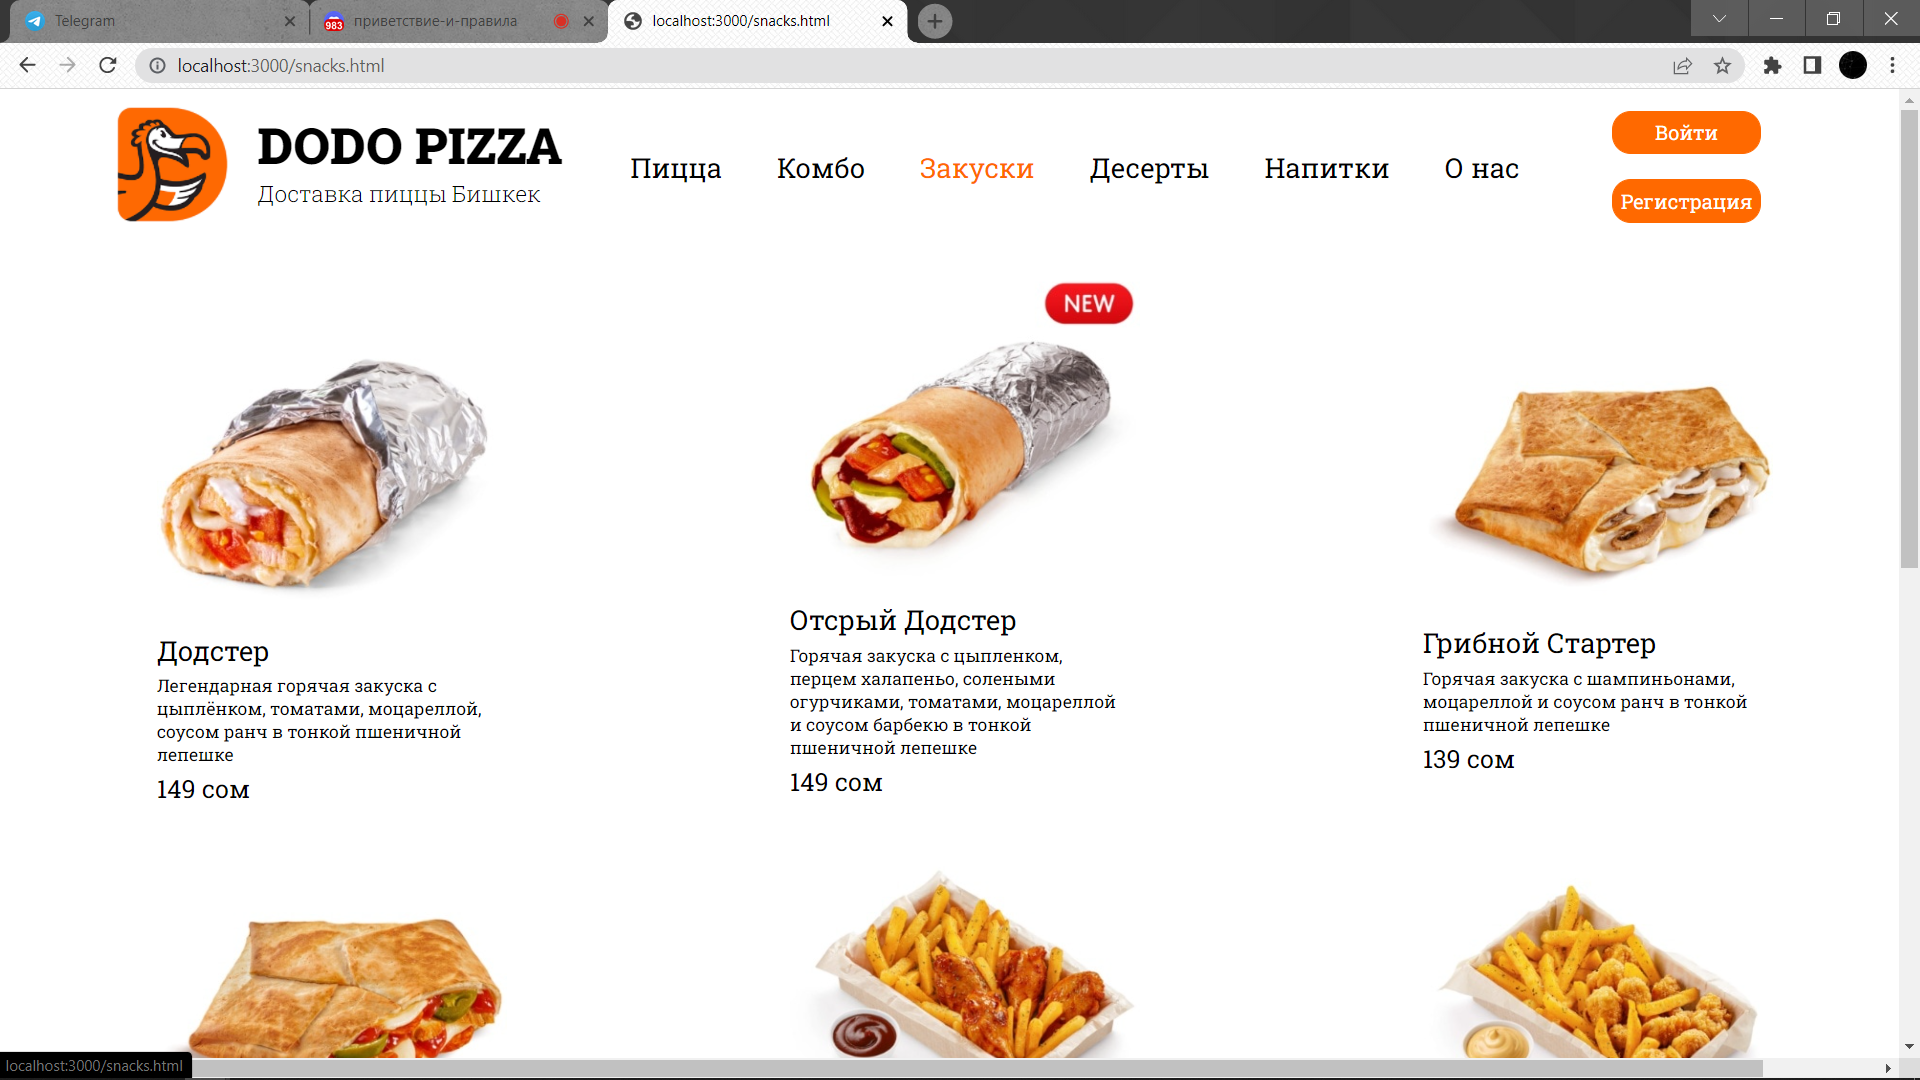 Telegram
983
приветствие-и-правила
localhost:3000/snacks.html
localhost:3000/snacks.html
DODO PIZZA
Доставка пиццы Бишкек
Пицца
Комбо
Закуски
Десерты
Напитки
О нас
Войти
Регистрация
NEW
Додстер
Легендарная горячая закуска с
цыплёнком, томатами, моцареллой,
соусом ранч в тонкой пшеничной
лепешке
149 сом
Отсрый Додстер
Горячая закуска с цыпленком,
перцем халапеньо, солеными
огурчиками, томатами, моцареллой
и соусом барбекю в тонкой
пшеничной лепешке
149 сом
Грибной Стартер
Горячая закуска с шампиньонами,
моцареллой и соусом ранч в тонкой
пшеничной лепешке
139 сом
localhost:3000/snacks.html